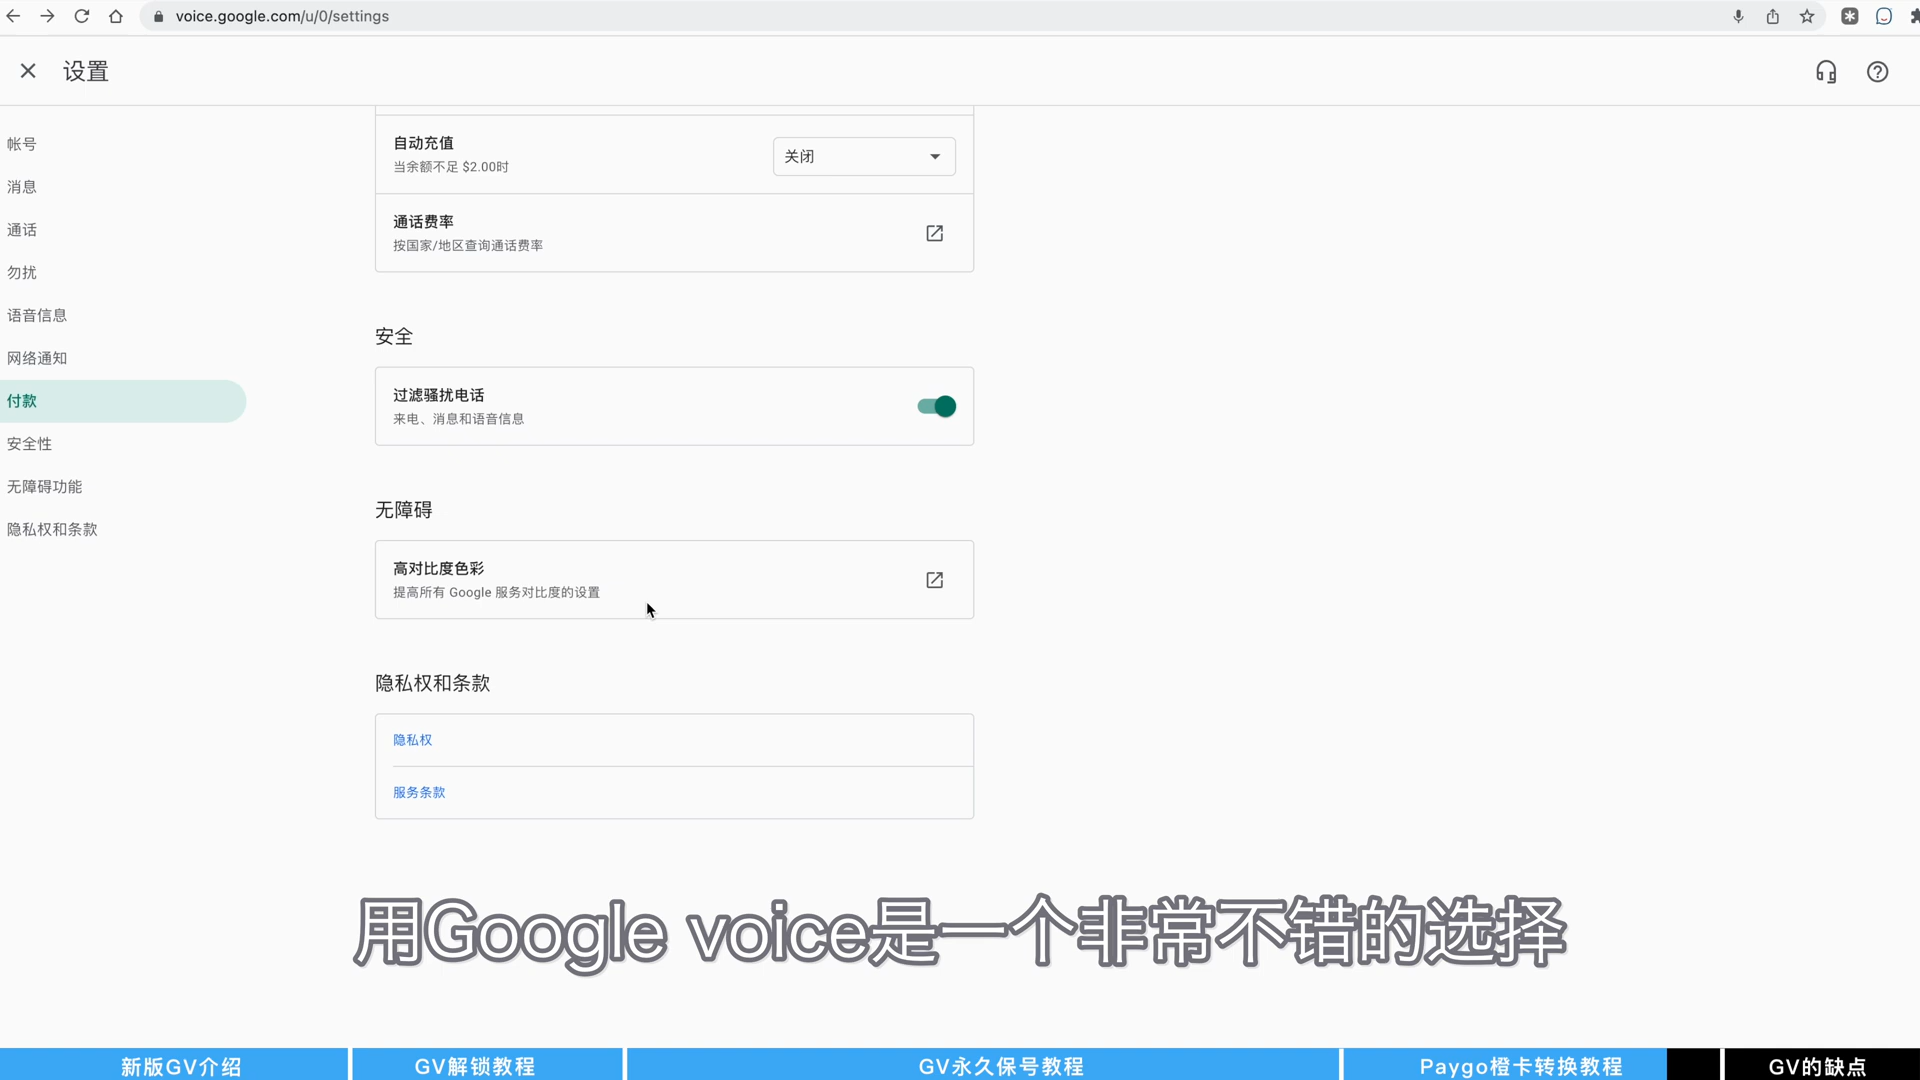 voice.google.com/u/0/settings
设置
帐号
消息
通话
勿扰
语音信息
网络通知
付款
安全性
无障碍功能
隐私权和条款
自动充值
当余额不足 $2.00时
关闭
通话费率
按国家/地区查询通话费率
安全
过滤骚扰电话
来电、消息和语音信息
无障碍
高对比度色彩
提高所有 Google 服务对比度的设置
隐私权和条款
隐私权
服务条款
用Google voice是一个非常不错的选择
新版GV介绍
GV解锁教程
GV永久保号教程
Paygo橙卡转换教程
GV的缺点